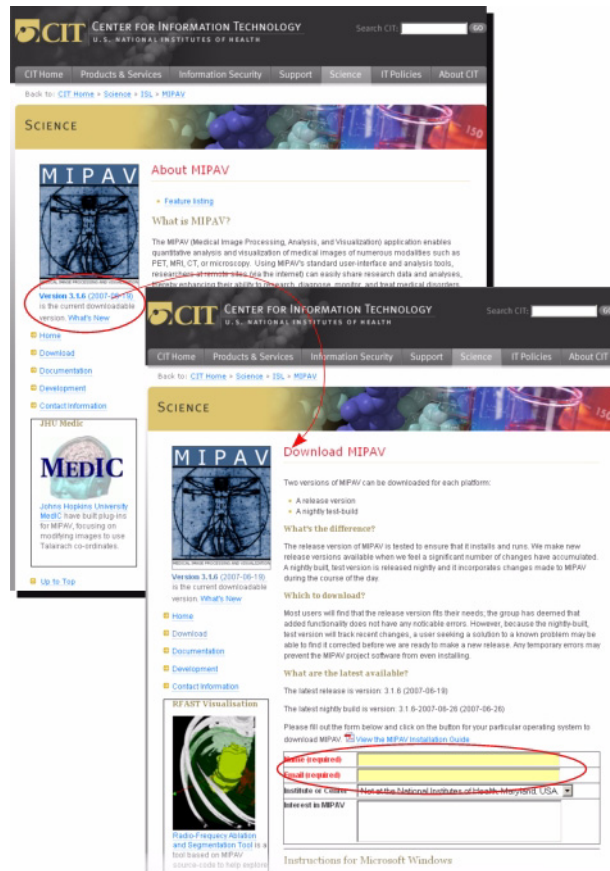 CIT CENTER FOR INFORMATION TECHNOLOGY
U.S. NATIONAL INSTITUTES OF HEALTH
Search CIT: GO
CIT Home Products & Services Information Security Support Science IT Policies About CIT
Back to: CIT Home » Science » ISL » MIPAV
SCIENCE
150
MIPAV
MEDICAL IMAGE PROCESSING AND VISUALIZATION
Version 3.1.6 (2007-06-19)
is the current downloadable
version. What's New
Home
Download
Documentation
Development
Contact Information
JHU Medic
MEDIC
Johns Hopkins University
MedIC have built plug-ins
for MIPAV, focusing on
modifying images to use
Talairach co-ordinates.
Up to Top
About MIPAV
Feature listing
What is MIPAV?
The MIPAV (Medical Image Processing, Analysis, and Visualization) application enables
quantitative analysis and visualization of medical images of numerous modalities such as
PET, MRI, CT, or microscopy. Using MIPAV's standard user-interface and analysis tools,
researchers at remote sites (via the internet) can easily share research data and analyses,
thereby enhancing their ability to research, diagnose, monitor, and treat medical disorders.
CIT CENTER FOR INFORMATION TECHNOLOGY
U.S. NATIONAL INSTITUTES OF HEALTH
Search CIT:
CIT Home Products & Services Information Security Support Science IT Policies About CIT
Back to: CIT Home » Science » ISL » MIPAV
SCIENCE
150
MIPAV
MEDICAL IMAGE PROCESSING AND VISUALIZATION
Version 3.1.6 (2007-06-19)
is the current downloadable
version. What's New
Home
Download
Documentation
Development
Contact Information
RFAST Visualisation
Radio-Frequecy Ablation
and Segmentation Tool is a
tool based on MIPAV
source-code to help explore
Download MIPAV
Two versions of MIPAV can be downloaded for each platform:
A release version
A nightly test-build
What's the difference?
The release version of MIPAV is tested to ensure that it installs and runs. We make new
release versions available when we feel a significant number of changes have accumulated.
A nightly built, test version is released nightly and it incorporates changes made to MIPAV
during the course of the day.
Which to download?
Most users will find that the release version fits their needs; the group has deemed that
added functionality does not have any noticable errors. However, because the nightly-built,
test version will track recent changes, a user seeking a solution to a known problem may be
able to find it corrected before we are ready to make a new release. Any temporary errors may
prevent the MIPAV project software from even installing.
What are the latest available?
The latest release is version: 3.1.6 (2007-06-19)
The latest nightly build is version: 3.1.6-2007-06-26 (2007-06-26)
Please fill out the form below and click on the button for your particular operating system to
download MIPAV. View the MIPAV Installation Guide
Name (required)
Email (required)
Institute or Center Not at the National Institutes of Health, Maryland, USA
Interest in MIPAV
Instructions for Microsoft Windows